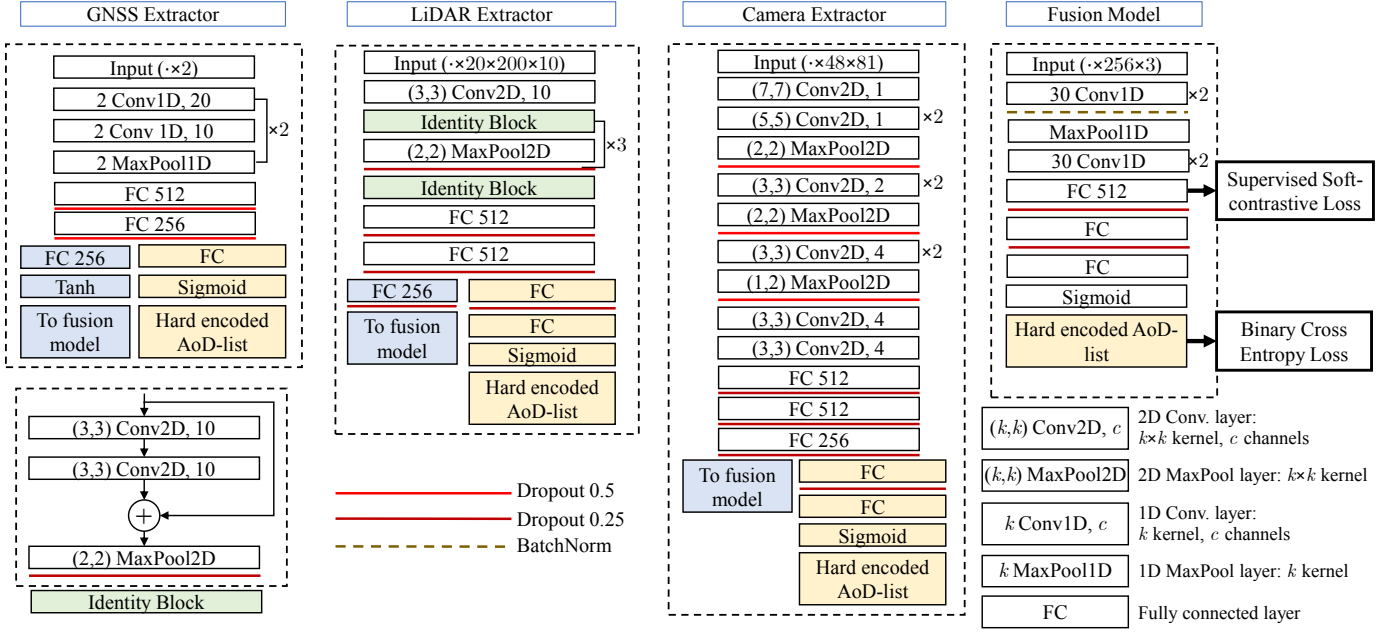 GNSS Extractor
Input (·×2)
2 Conv1D, 20
2 Conv 1D, 10
2 MaxPool1D
×2
FC 512
FC 256
FC 256
FC
Tanh
Sigmoid
To fusion
model
Hard encoded
AoD-list
(3,3) Conv2D, 10
(3,3) Conv2D, 10
+
(2,2) MaxPool2D
Identity Block
LiDAR Extractor
Input (·×20×200×10)
(3,3) Conv2D, 10
Identity Block
(2,2) MaxPool2D
×3
Identity Block
FC 512
FC 512
FC 256
FC
To fusion
model
FC
Sigmoid
Hard encoded
AoD-list
Dropout 0.5
Dropout 0.25
BatchNorm
Camera Extractor
Input (·×48×81)
(7,7) Conv2D, 1
(5,5) Conv2D, 1
×2
(2,2) MaxPool2D
(3,3) Conv2D, 2
×2
(2,2) MaxPool2D
(3,3) Conv2D, 4
×2
(1,2) MaxPool2D
(3,3) Conv2D, 4
(3,3) Conv2D, 4
FC 512
FC 512
FC 256
To fusion
model
FC
FC
Sigmoid
Hard encoded
AoD-list
Fusion Model
Input (·×256×3)
30 Conv1D
×2
MaxPool1D
30 Conv1D
×2
FC 512
Supervised Soft-
contrastive Loss
FC
FC
Sigmoid
Hard encoded AoD-
list
Binary Cross
Entropy Loss
(k,k) Conv2D, c
2D Conv. layer:
k×k kernel, c channels
(k,k) MaxPool2D
2D MaxPool layer: k×k kernel
k Conv1D, c
1D Conv. layer:
k kernel, c channels
k MaxPool1D
1D MaxPool layer: k kernel
FC
Fully connected layer